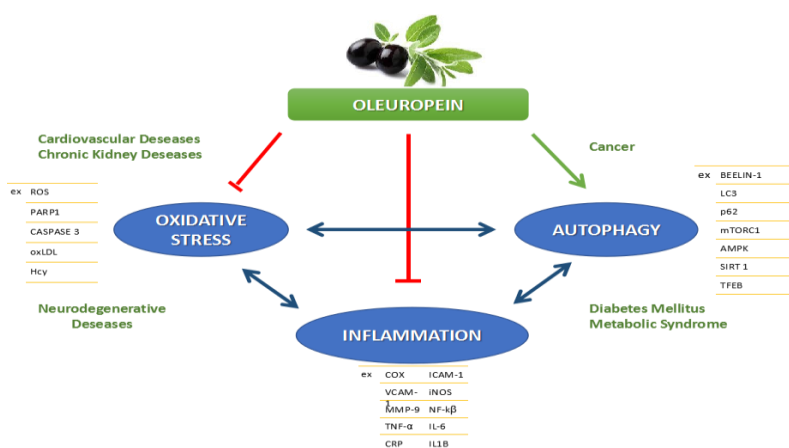 OLEUROPEIN
Cardiovascular Deseases
Chronic Kidney Deseases
Cancer
ex ROS
PARP1
CASPASE 3
oxLDL
Hcy
OXIDATIVE
STRESS
AUTOPHAGY
ex BEELIN-1
LC3
p62
mTORC1
AMPK
SIRT 1
TFEB
Neurodegenerative
Deseases
Diabetes Mellitus
Metabolic Syndrome
INFLAMMATION
ex COX ICAM-1
VCAM-
1
iNOS
MMP-9 NF-kβ
TNF-α IL-6
CRP IL1B